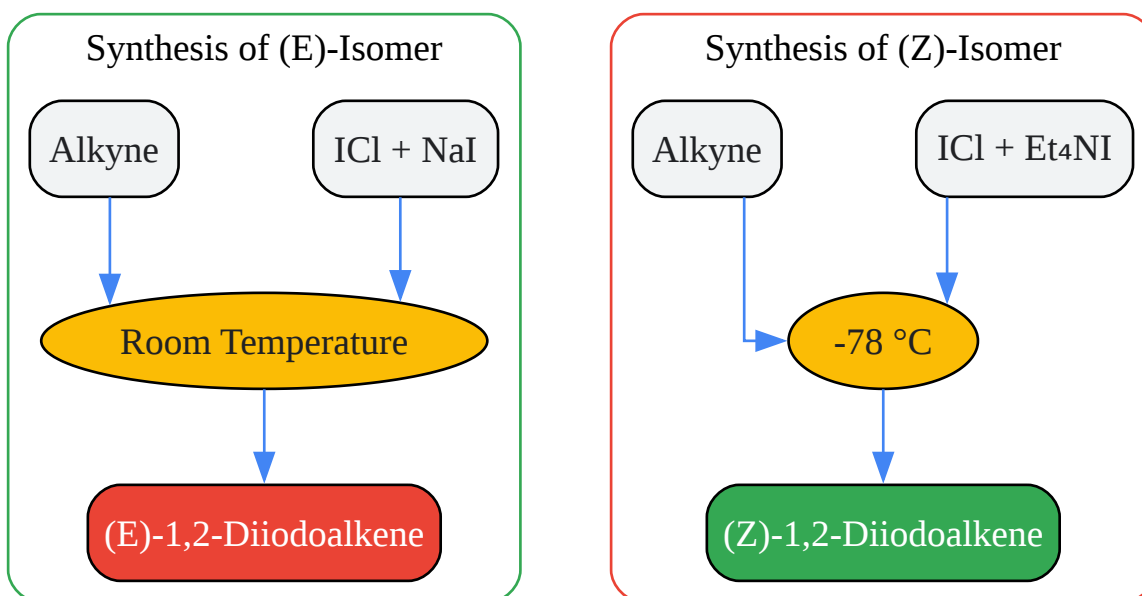 Synthesis of (E)-Isomer
Alkyne
ICl + NaI
Room Temperature
(E)-1,2-Diiodoalkene
Synthesis of (Z)-Isomer
Alkyne
ICl + Et₄NI
-78 °C
(Z)-1,2-Diiodoalkene